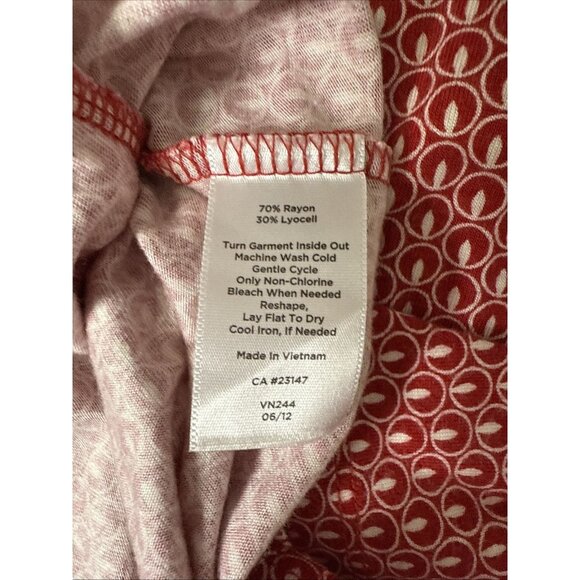 70% Rayon
30% Lyocell
Turn Garment Inside Out
Machine Wash Cold
Gentle Cycle
Only Non-Chlorine
Bleach When Needed
Reshape,
Lay Flat To Dry
Cool Iron, If Needed
Made In Vietnam
CA #23147
VN244
06/12